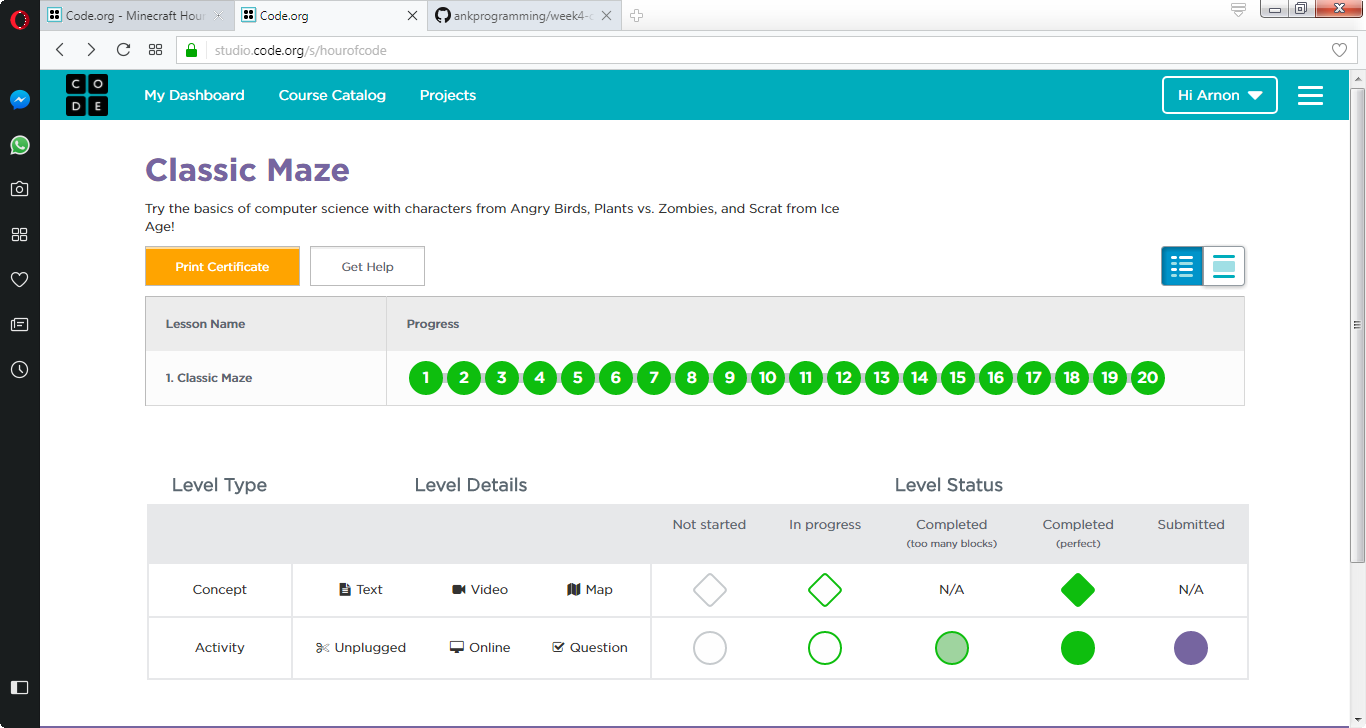 Code.org - Minecraft Hour
Code.org
ankprogramming/week4-
studio.code.org/s/hourofcode
C O
D E
My Dashboard
Course Catalog
Projects
Hi Arnon
Classic Maze
Try the basics of computer science with characters from Angry Birds, Plants vs. Zombies, and Scrat from Ice
Age!
Print Certificate
Get Help
Lesson Name
Progress
1. Classic Maze
1 2 3 4 5 6 7 8 9 10 11 12 13 14 15 16 17 18 19 20
Level Type
Level Details
Level Status
Not started
In progress
Completed
(too many blocks)
Completed
(perfect)
Submitted
Concept
Text
Video
Map
N/A
N/A
Activity
Unplugged
Online
Question